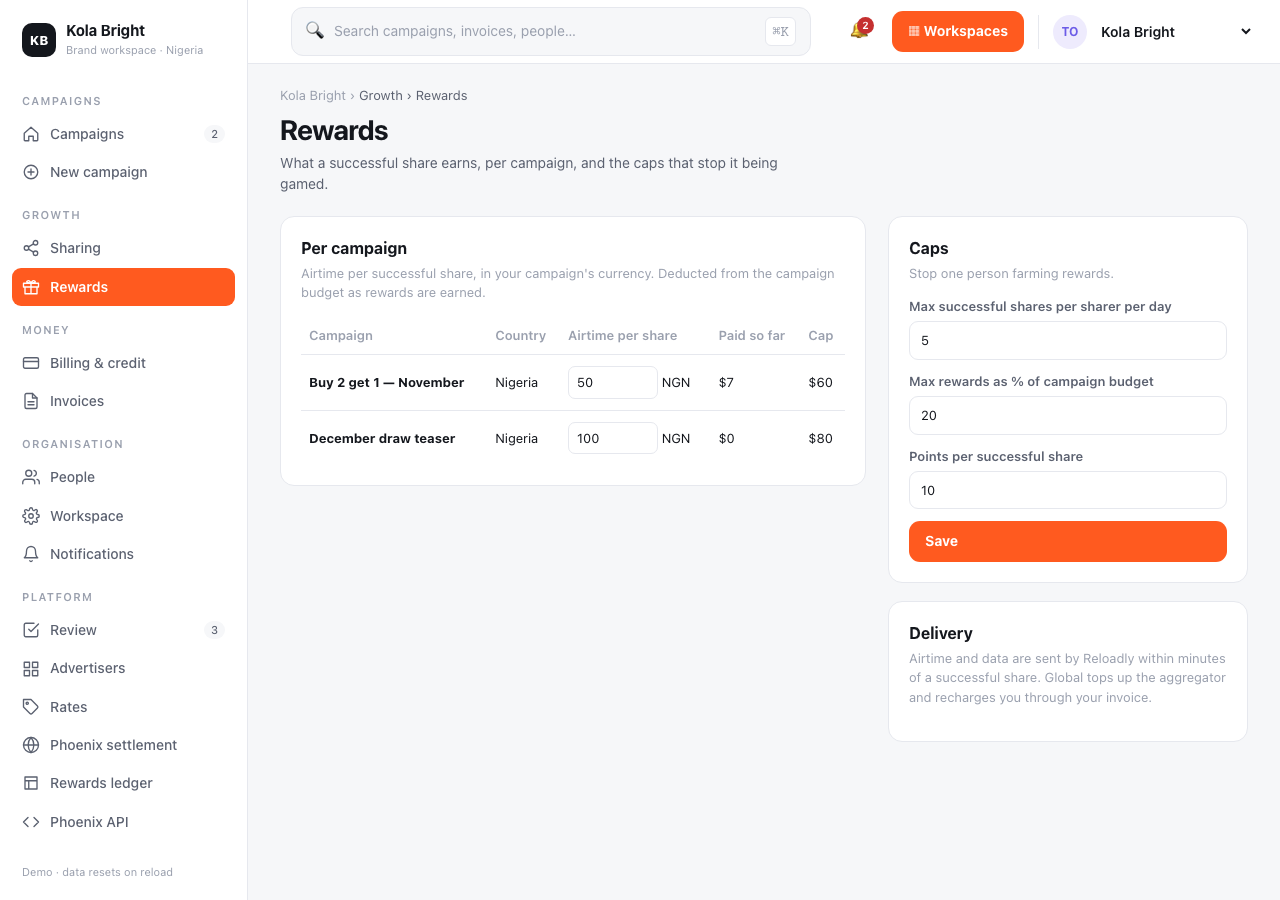 KB
Kola Bright
Brand workspace · Nigeria
CAMPAIGNS
Campaigns 2
New campaign
GROWTH
Sharing
Rewards
MONEY
Billing & credit
Invoices
ORGANISATION
People
Workspace
Notifications
PLATFORM
Review 3
Advertisers
Rates
Phoenix settlement
Rewards ledger
Phoenix API
Demo · data resets on reload
Search campaigns, invoices, people… ⌘K
2
Workspaces
TO
Kola Bright
Kola Bright › Growth › Rewards
Rewards
What a successful share earns, per campaign, and the caps that stop it being
gamed.
Per campaign
Airtime per successful share, in your campaign's currency. Deducted from the campaign
budget as rewards are earned.
Campaign Country Airtime per share Paid so far Cap
Buy 2 get 1 — November Nigeria 50 NGN $7 $60
December draw teaser Nigeria 100 NGN $0 $80
Caps
Stop one person farming rewards.
Max successful shares per sharer per day
5
Max rewards as % of campaign budget
20
Points per successful share
10
Save
Delivery
Airtime and data are sent by Reloadly within minutes
of a successful share. Global tops up the aggregator
and recharges you through your invoice.